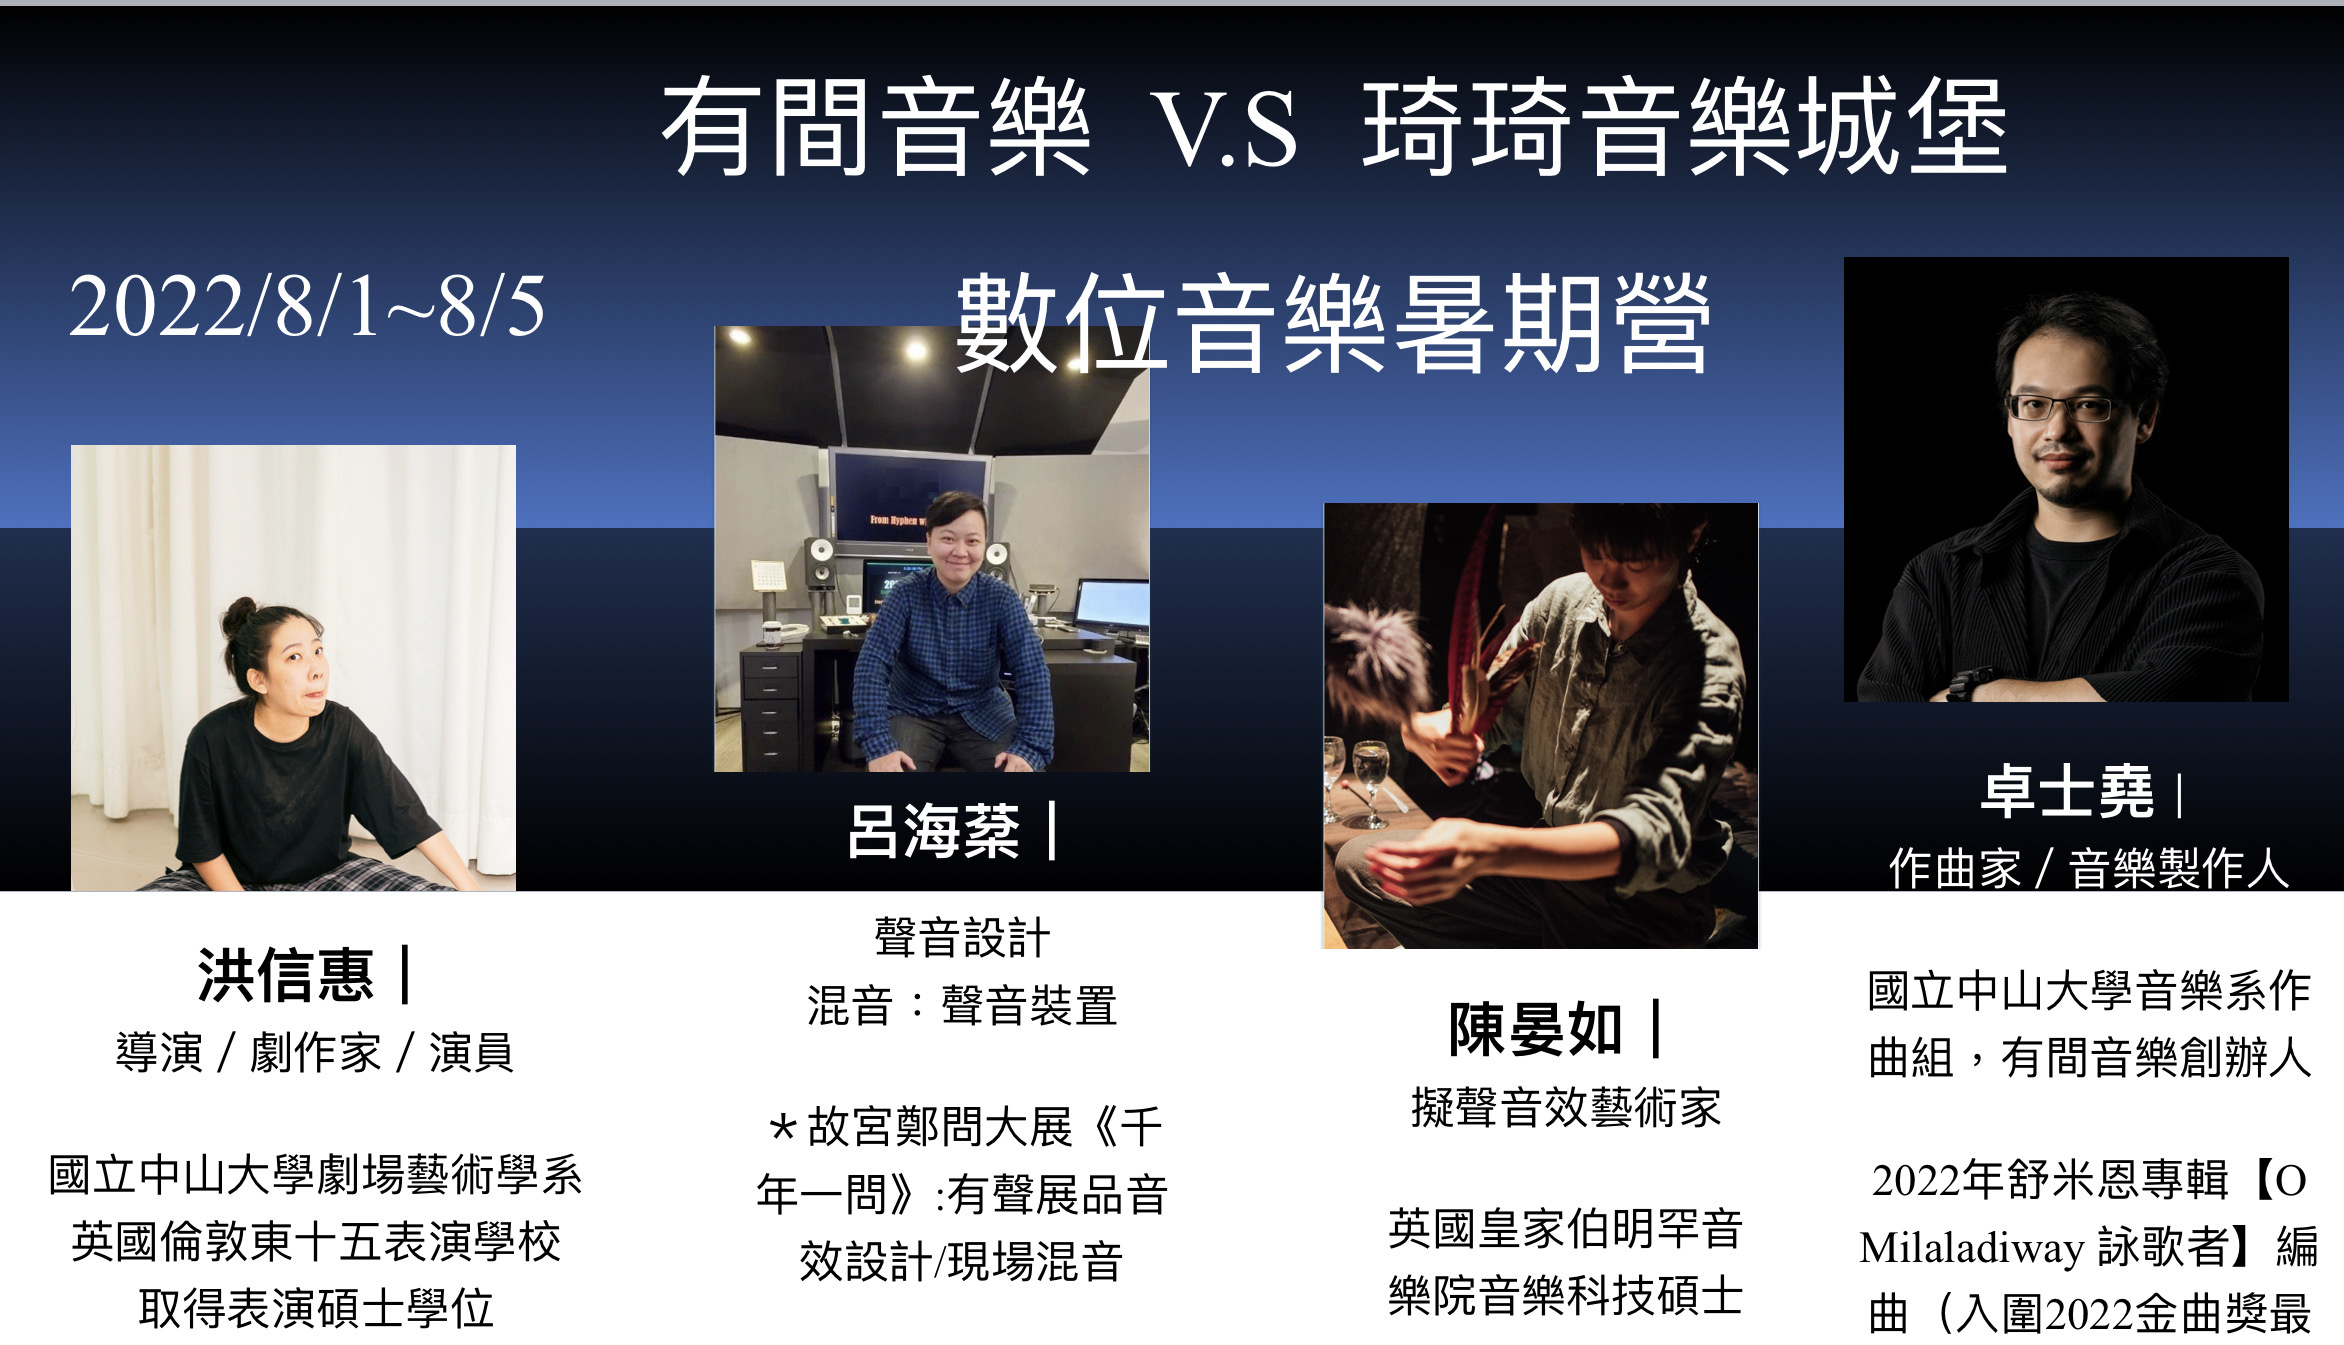 有間音樂 V.S 琦琦音樂城堡
2022/8/1~8/5
數位音樂暑期營
洪信惠｜
導演 / 劇作家 / 演員
國立中山大學劇場藝術學系
英國倫敦東十五表演學校
取得表演碩士學位
From Hyphen wi
呂海菜｜
聲音設計
混音：聲音裝置
＊故宮鄭問大展《千
年一問》:有聲展品音
效設計/現場混音
陳晏如｜
擬聲音效藝術家
英國皇家伯明罕音
樂院音樂科技碩士
卓士堯 |
作曲家 / 音樂製作人
國立中山大學音樂系作
曲組，有間音樂創辦人
2022年舒米恩專輯【O
Milaladiway 詠歌者】編
曲（入圍2022金曲獎最